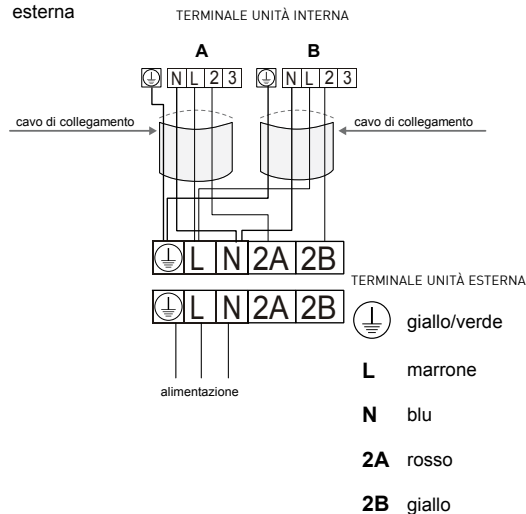 esterna
TERMINALE UNITÀ INTERNA
A B
N L 2 3 N L 2 3
cavo di collegamento cavo di collegamento
L N 2A 2B
TERMINALE UNITÀ ESTERNA
L N 2A 2B
giallo/verde
L marrone
alimentazione
N blu
2A rosso
2B giallo